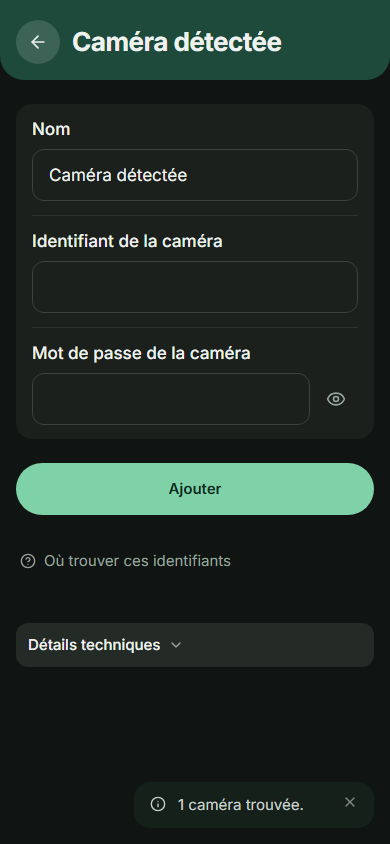 Caméra détectée
Nom
Caméra détectée
Identifiant de la caméra
Mot de passe de la caméra
Ajouter
Où trouver ces identifiants
Détails techniques
1 caméra trouvée.